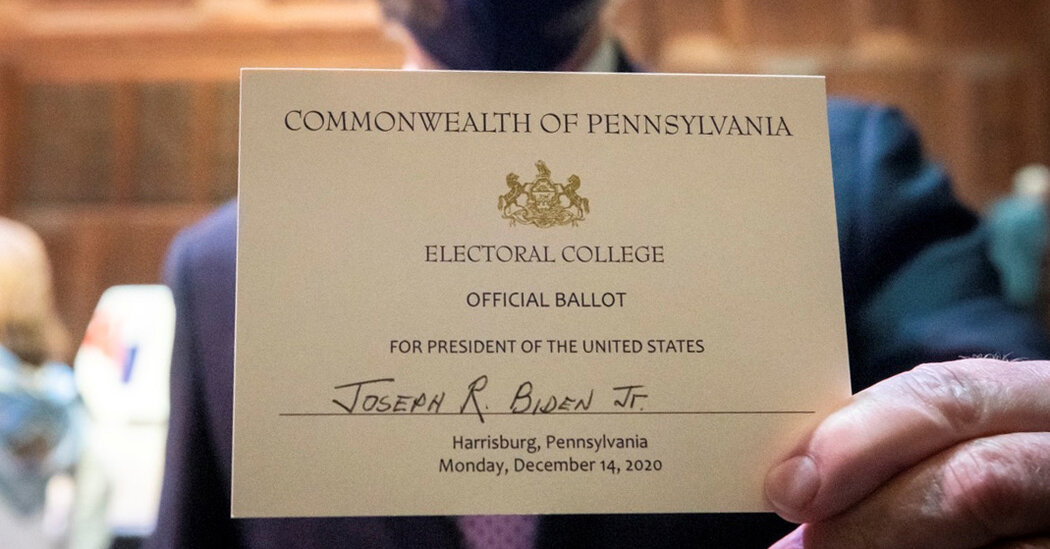 COMMONWEALTH OF PENNSYLVANIA
ELECTORAL COLLEGE
OFFICIAL BALLOT
FOR PRESIDENT OF THE UNITED STATES
JOSEPH R. BIDEN JR.
Harrisburg, Pennsylvania
Monday, December 14, 2020